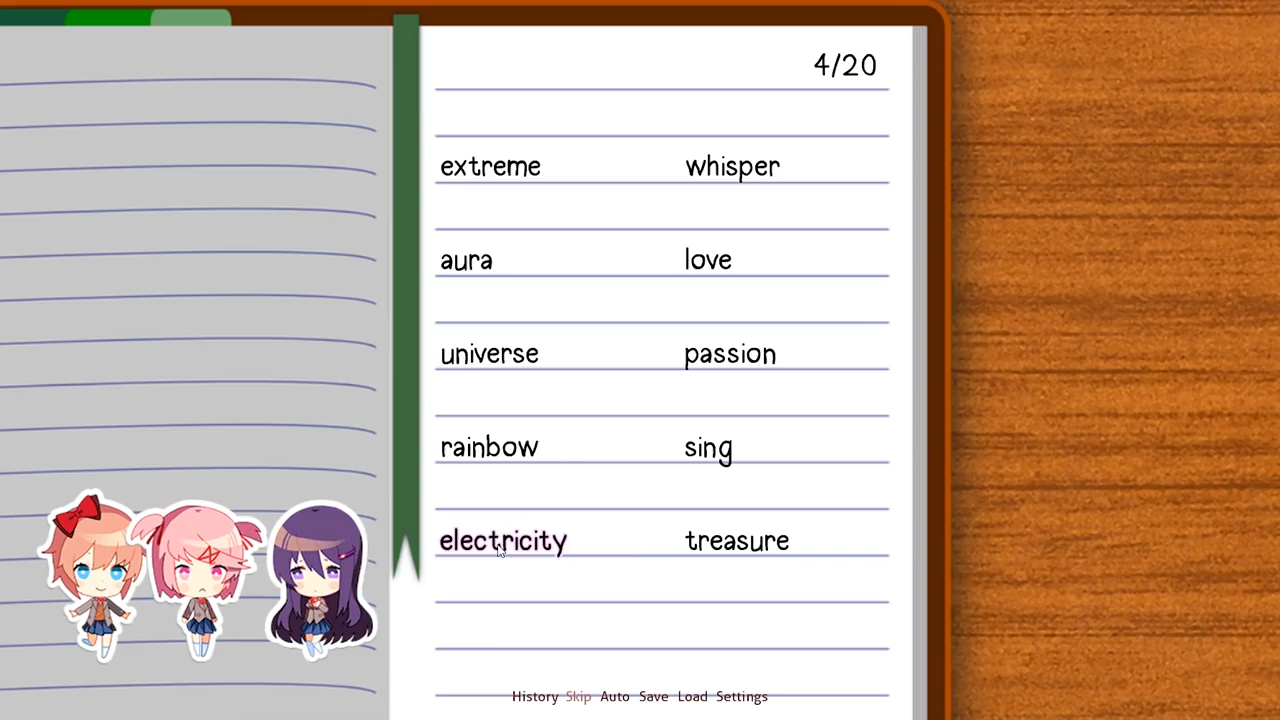 4/20
extreme whisper
aura love
universe passion
rainbow sing
electricity treasure
History Skip Auto Save Load Settings